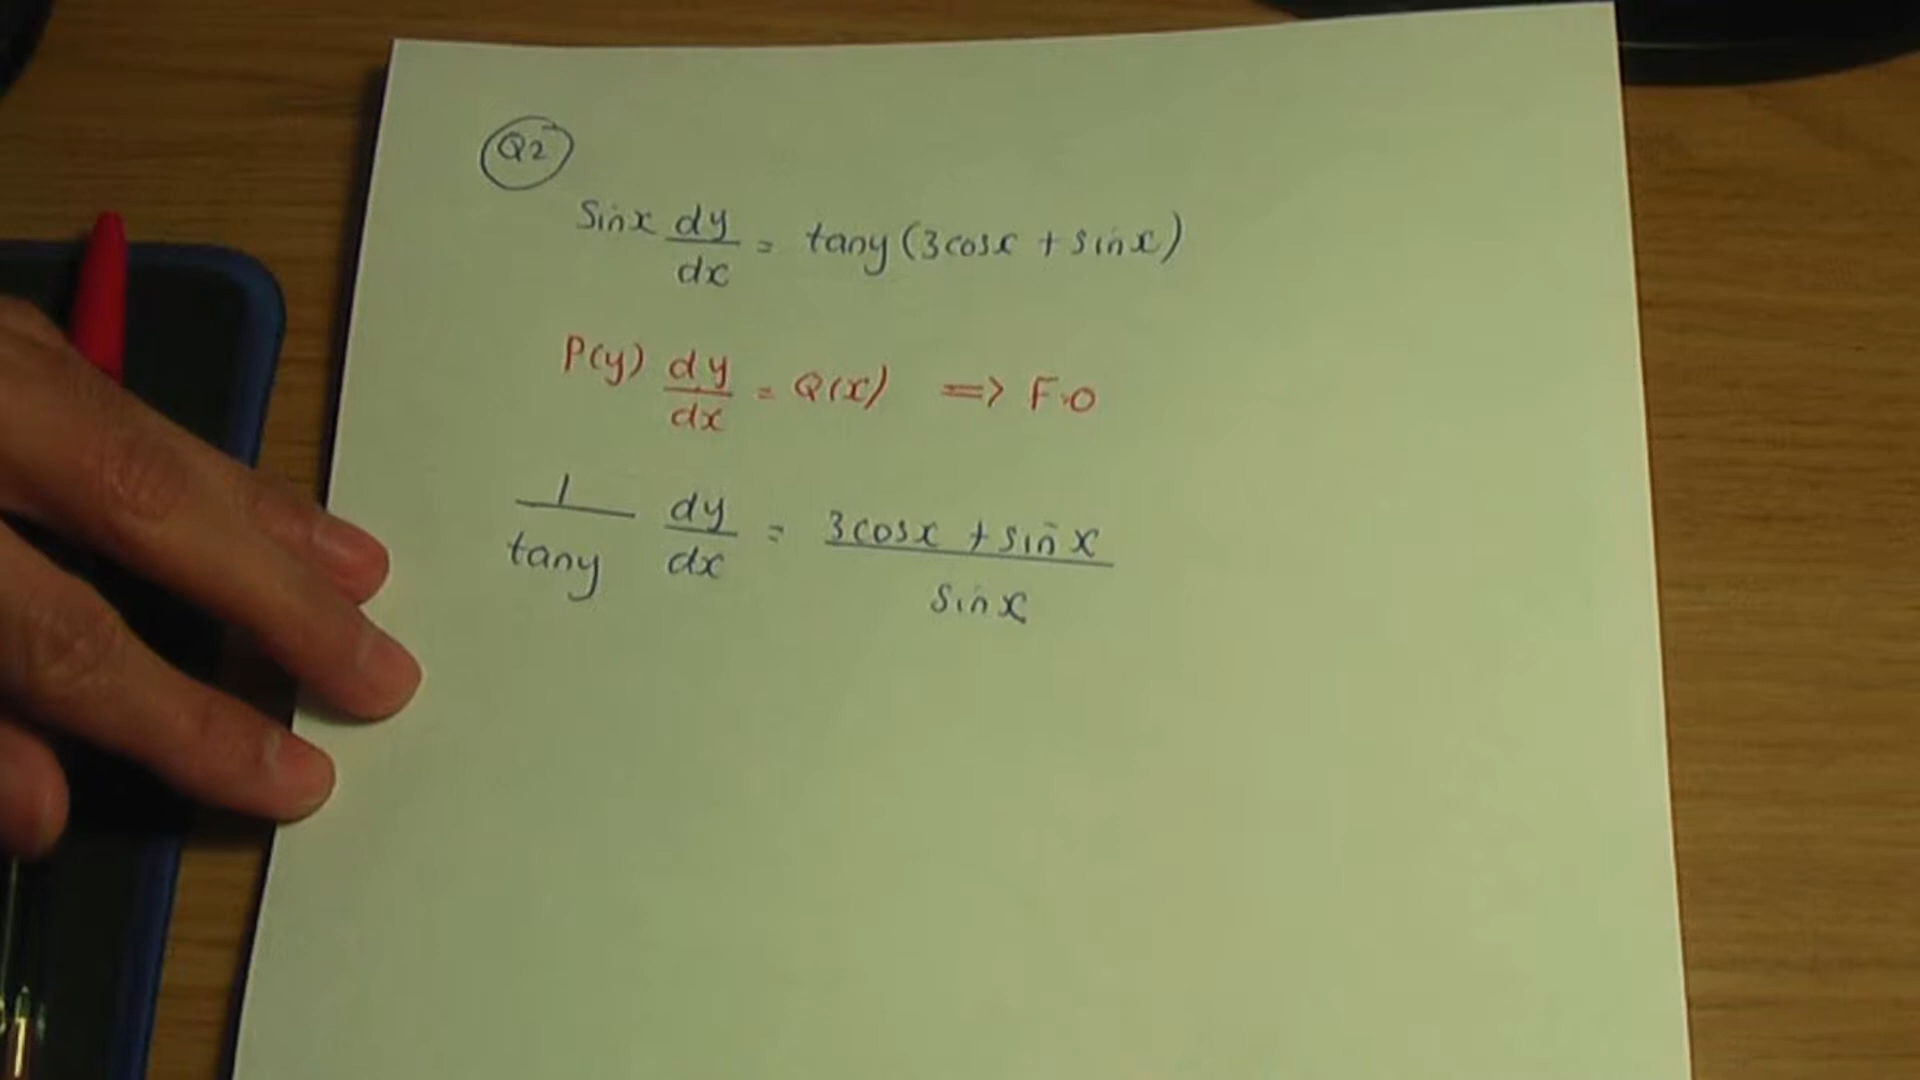 Q2
sinx dy/dx = tany (3cosx + sinx)
P(y) dy/dx = Q(x) => F.O
1/tany dy/dx = 3cosx + sinx / sinx